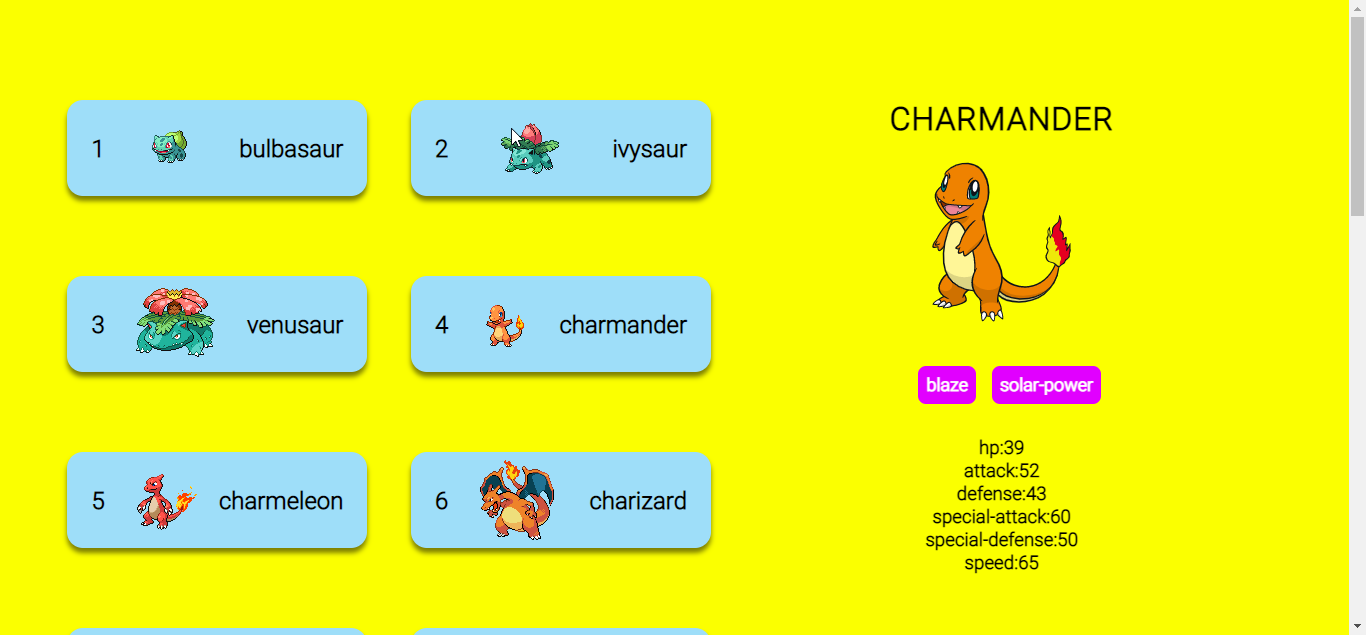 1 bulbasaur
2 ivysaur
3 venusaur
4 charmander
5 charmeleon
6 charizard
CHARMANDER
blaze solar-power
hp:39
attack:52
defense:43
special-attack:60
special-defense:50
speed:65